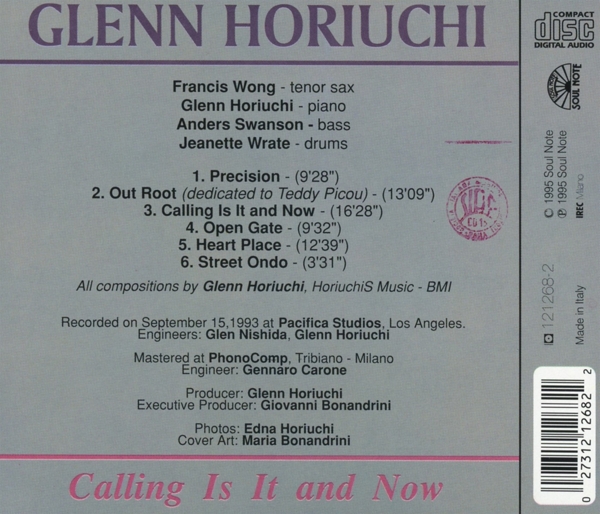 GLENN HORIUCHI
Francis Wong - tenor sax
Glenn Horiuchi - piano
Anders Swanson - bass
Jeanette Wrate - drums
1. Precision - (9'28")
2. Out Root (dedicated to Teddy Picou) - (13'09")
3. Calling Is It and Now - (16'28")
4. Open Gate - (9'32")
5. Heart Place - (12'39")
6. Street Ondo - (3'31")
All compositions by Glenn Horiuchi, HoriuchiS Music - BMI
Recorded on September 15,1993 at Pacifica Studios, Los Angeles.
Engineers: Glen Nishida, Glenn Horiuchi
Mastered at PhonoComp, Tribiano - Milano
Engineer: Gennaro Carone
Producer: Glenn Horiuchi
Executive Producer: Giovanni Bonandrini
Photos: Edna Horiuchi
Cover Art: Maria Bonandrini
Calling Is It and Now
COMPACT
disc
DIGITAL AUDIO
SOUL NOTE
© 1995 Soul Note
℗ 1995 Soul Note
IREC Milano
121268-2
Made in Italy
0 27312 12682 2